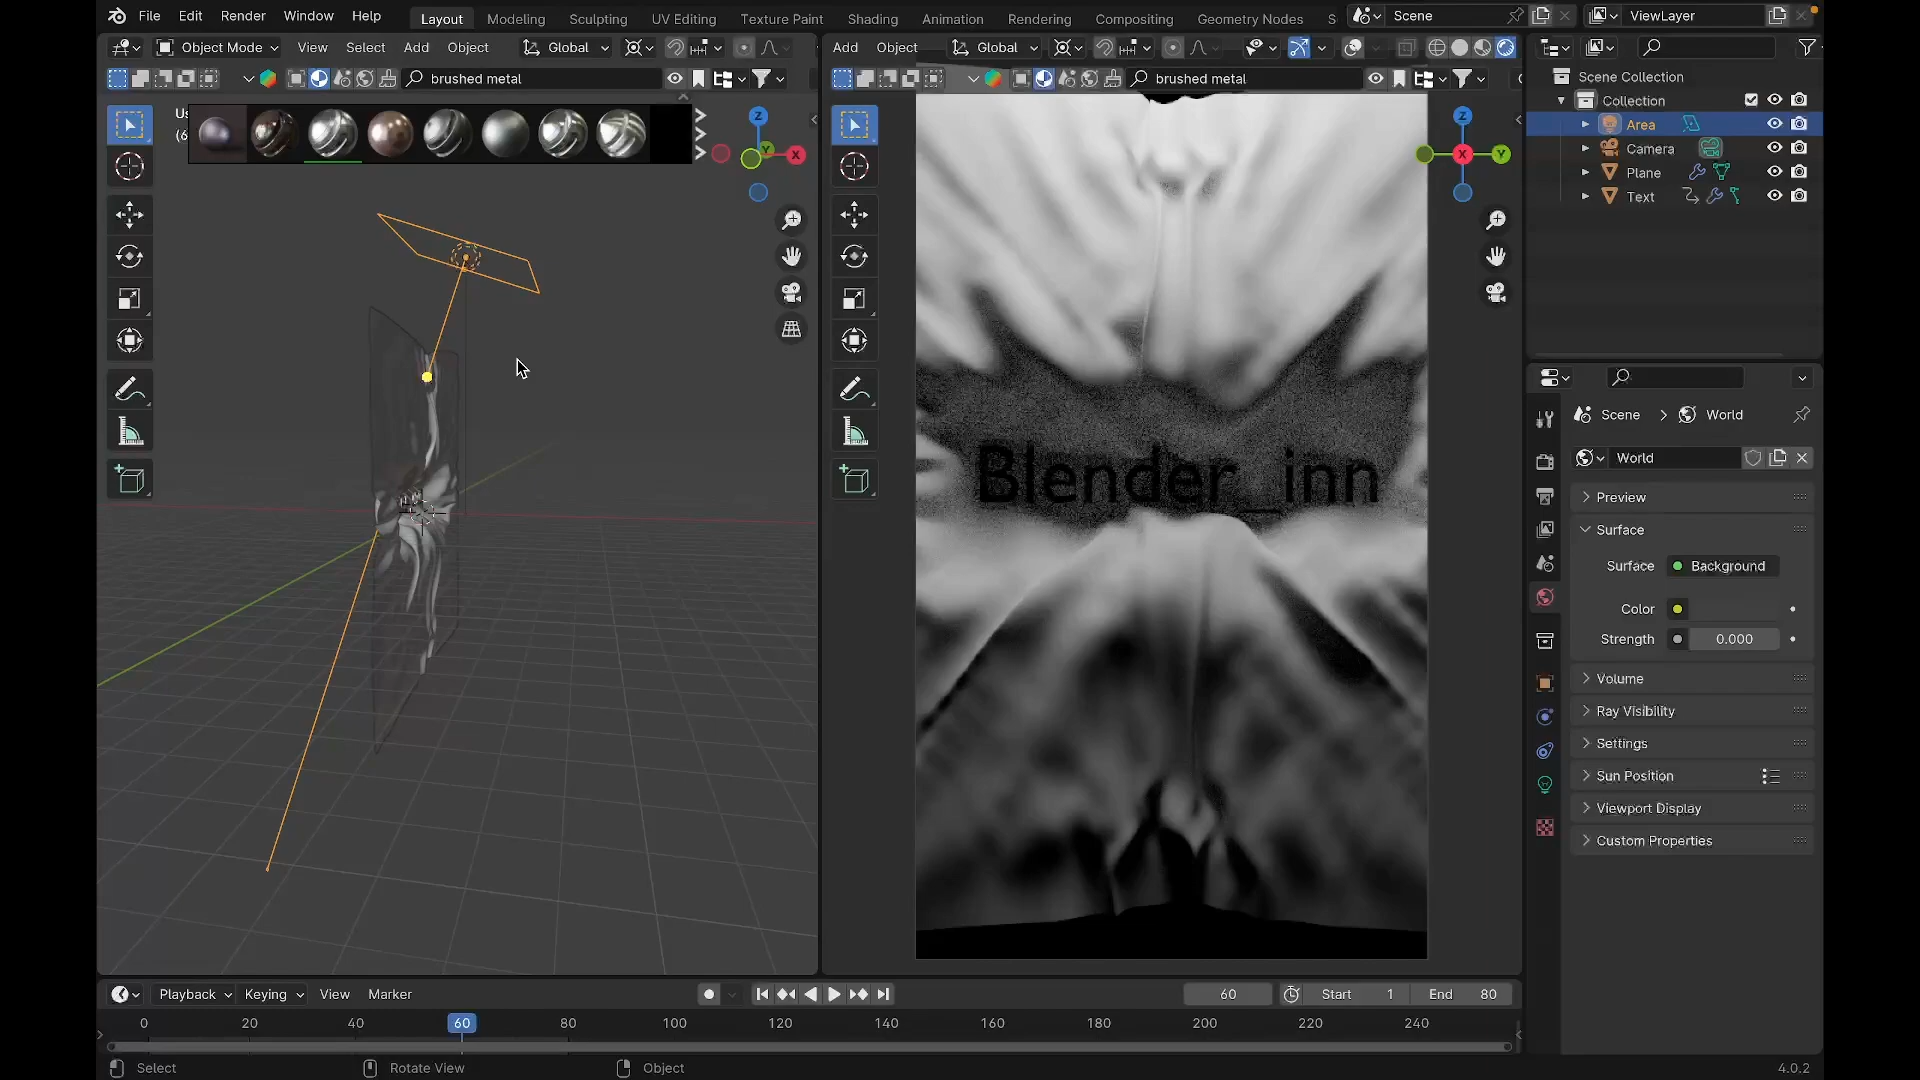 File Edit Render Window Help Layout Modeling Sculpting UV Editing Texture Paint Shading Animation Rendering Compositing Geometry Nodes S Scene ViewLayer
Object Mode View Select Add Object Global Add Object Global
brushed metal brushed metal
Scene Collection
Collection
Area
Camera
Plane
Text
Us
(6
Z
Y
X
Z
X
Y
Blender_inn
Scene > World
World
Preview
Surface
Surface Background
Color
Strength 0.000
Volume
Ray Visibility
Settings
Sun Position
Viewport Display
Custom Properties
Playback Keying View Marker 60 Start 1 End 80
0 20 40 60 80 100 120 140 160 180 200 220 240
Select Rotate View Object 4.0.2